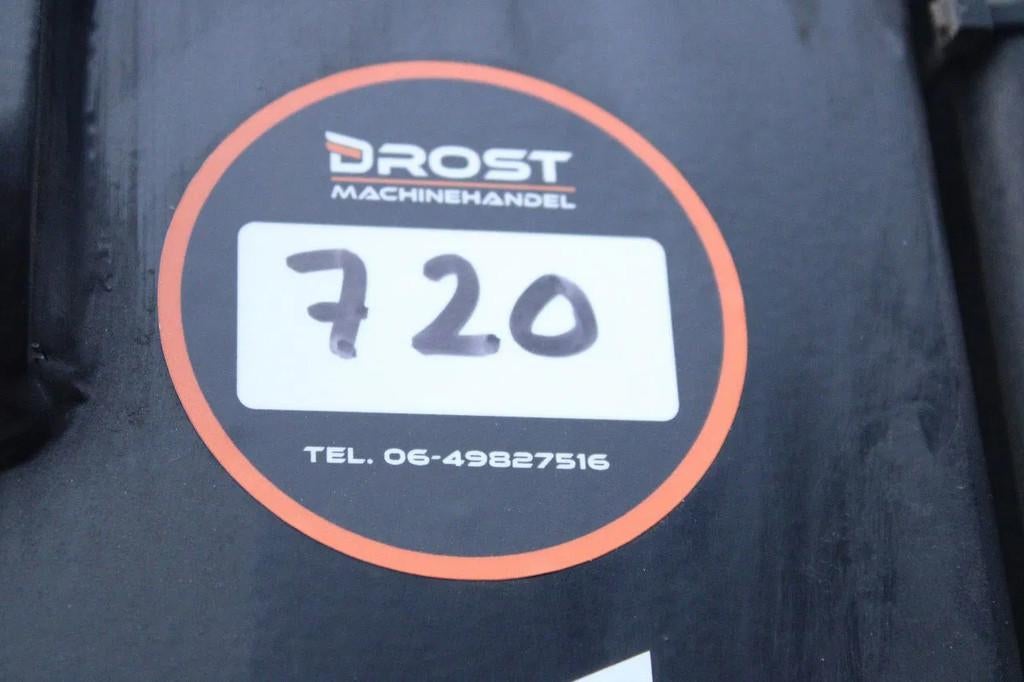 DROST
MACHINEHANDEL
720
TEL. 06-49827516